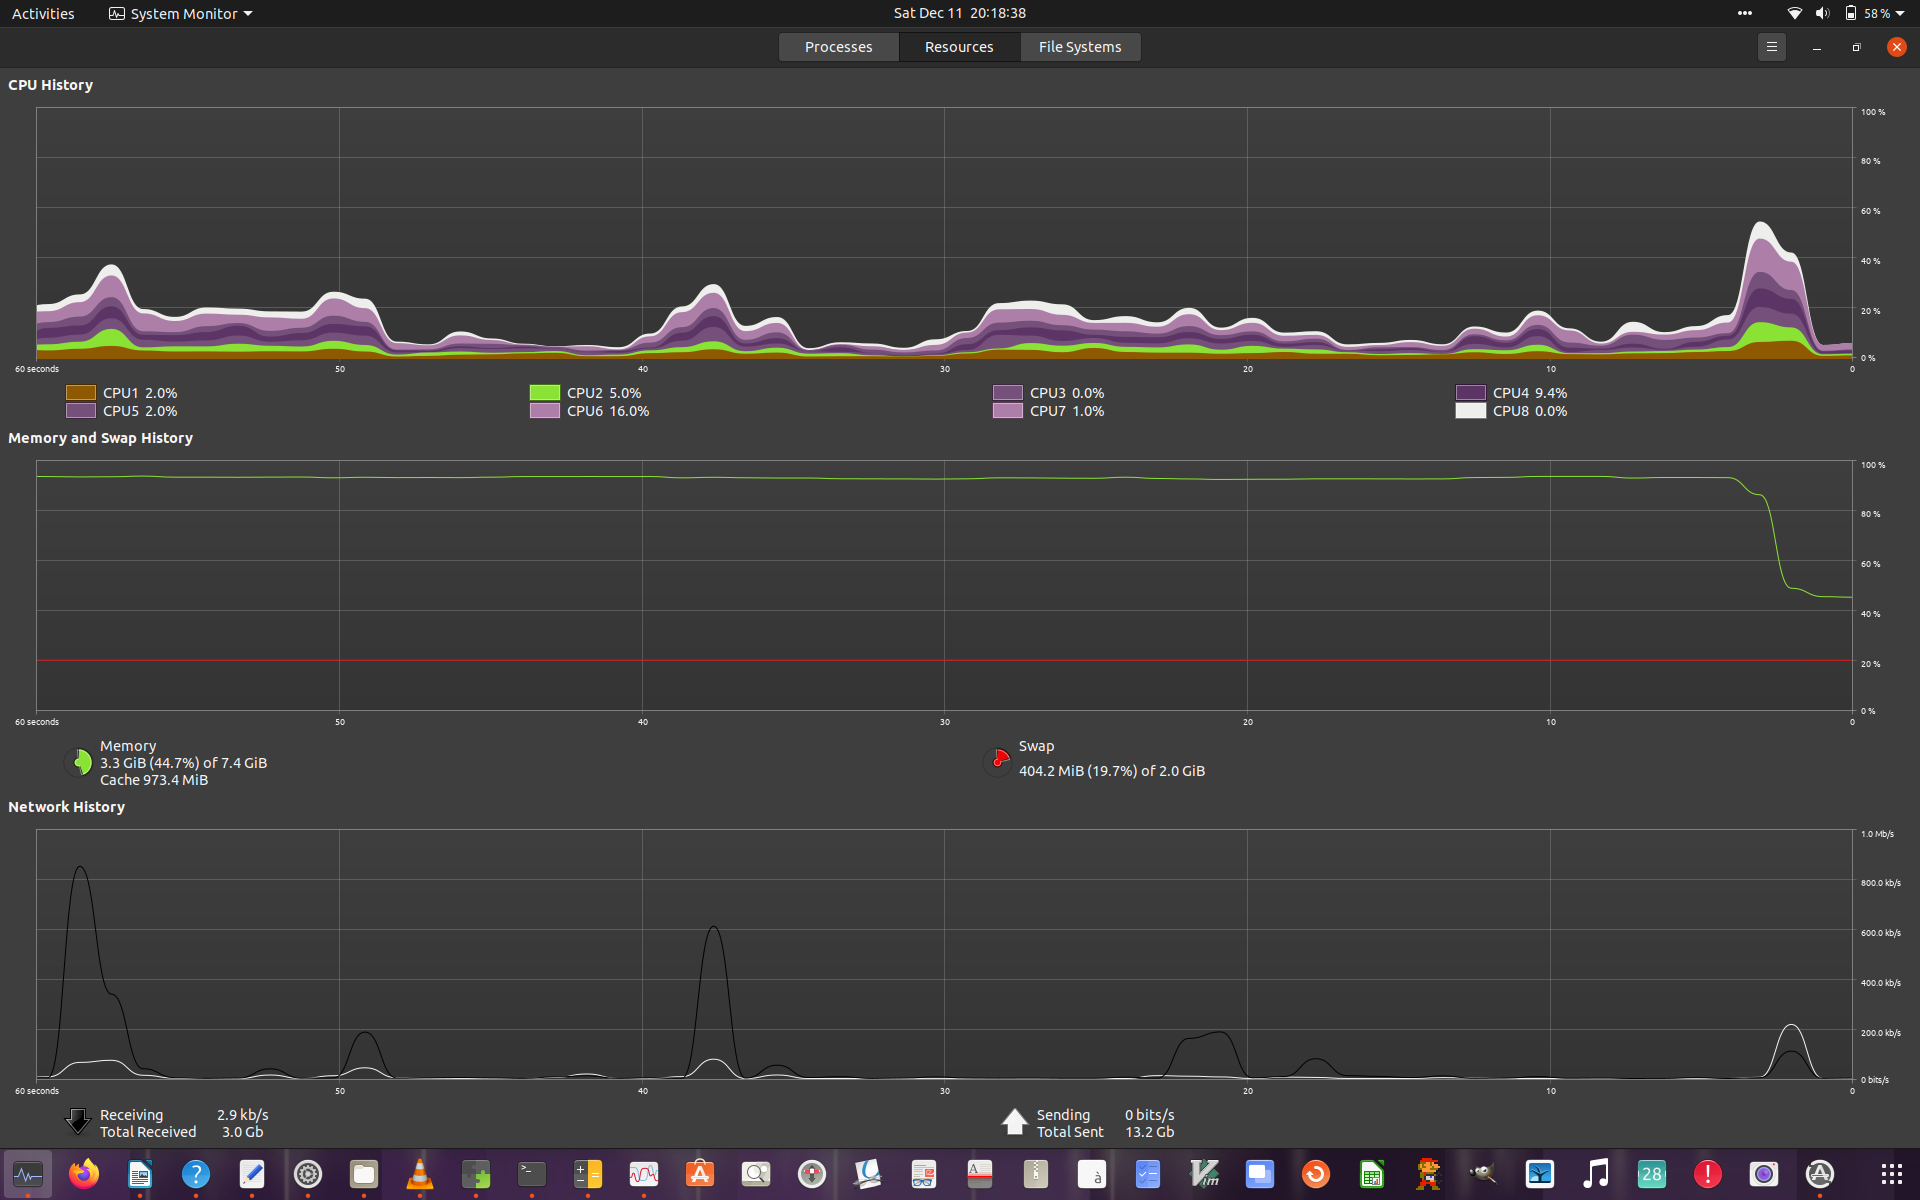 Activities
System Monitor
Sat Dec 11 20:18:38
58 %
Processes
Resources
File Systems
CPU History
100 %
80 %
60 %
40 %
20 %
0 %
60 seconds 50 40 30 20 10 0
CPU1 2.0% CPU2 5.0% CPU3 0.0% CPU4 9.4%
CPU5 2.0% CPU6 16.0% CPU7 1.0% CPU8 0.0%
Memory and Swap History
100 %
80 %
60 %
40 %
20 %
0 %
60 seconds 50 40 30 20 10 0
Memory
3.3 GiB (44.7%) of 7.4 GiB
Cache 973.4 MiB
Swap
404.2 MiB (19.7%) of 2.0 GiB
Network History
1.0 Mb/s
800.0 kb/s
600.0 kb/s
400.0 kb/s
200.0 kb/s
0 bits/s
60 seconds 50 40 30 20 10 0
Receiving 2.9 kb/s
Total Received 3.0 Gb
Sending 0 bits/s
Total Sent 13.2 Gb
?
>_
A
à
Vim
28
!